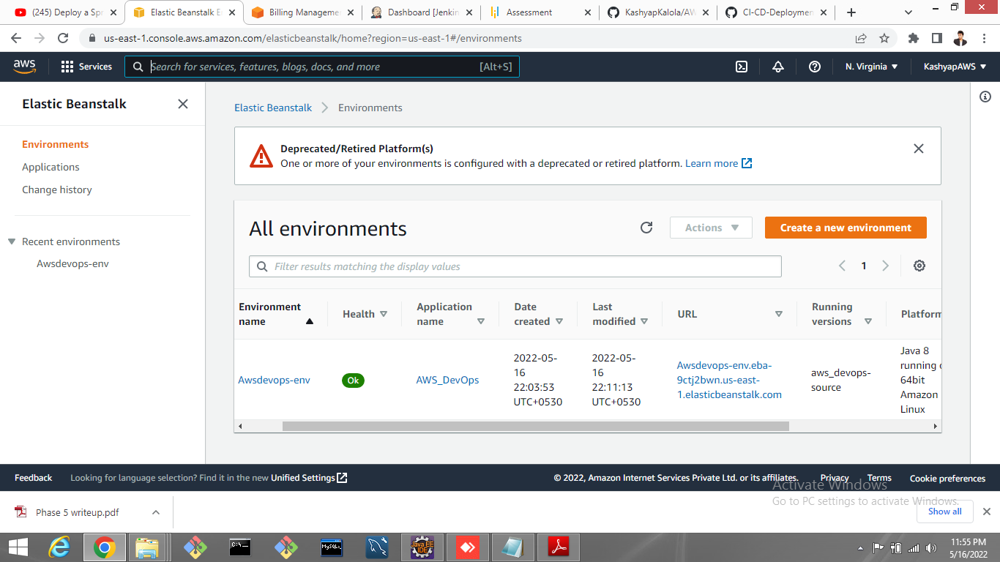 (245) Deploy a Spr
Elastic Beanstalk E
Billing Manageme
Dashboard [Jenkin
Assessment
KashyapKalola/AW
CI-CD-Deploymen
us-east-1.console.aws.amazon.com/elasticbeanstalk/home?region=us-east-1#/environments
aws
Services
Search for services, features, blogs, docs, and more
[Alt+S]
N. Virginia
KashyapAWS
Elastic Beanstalk
Environments
Applications
Change history
Recent environments
Awsdevops-env
Elastic Beanstalk
Environments
Deprecated/Retired Platform(s)
One or more of your environments is configured with a deprecated or retired platform. Learn more
All environments
Actions
Create a new environment
Filter results matching the display values
1
Environment
name
Health
Application
name
Date
created
Last
modified
URL
Running
versions
Platform
Awsdevops-env
Ok
AWS_DevOps
2022-05-
16
22:03:53
UTC+0530
2022-05-
16
22:11:13
UTC+0530
Awsdevops-env.eba-
9ctj2bwn.us-east-
1.elasticbeanstalk.com
aws_devops-
source
Java 8
running
64bit
Amazon
Linux
Feedback
Looking for language selection? Find it in the new Unified Settings
© 2022, Amazon Internet Services Private Ltd. or its affiliates.
Privacy
Terms
Cookie preferences
Activate Windows
Go to PC settings to activate Windows.
Phase 5 writeup.pdf
Show all
C:\
MySQL
Java EE
IDE
11:55 PM
5/16/2022